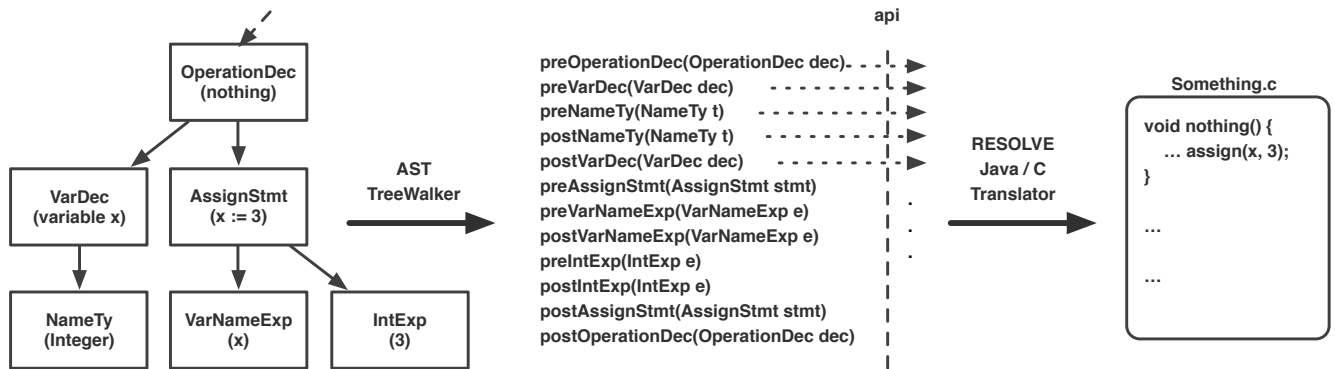 api
OperationDec
(nothing)
VarDec
(variable x)
AssignStmt
(x := 3)
NameTy
(Integer)
VarNameExp
(x)
IntExp
(3)
AST
TreeWalker
preOperationDec(OperationDec dec)
preVarDec(VarDec dec)
preNameTy(NameTy t)
postNameTy(NameTy t)
postVarDec(VarDec dec)
preAssignStmt(AssignStmt stmt)
preVarNameExp(VarNameExp e)
postVarNameExp(VarNameExp e)
preIntExp(IntExp e)
postIntExp(IntExp e)
postAssignStmt(AssignStmt stmt)
postOperationDec(OperationDec dec)
.
.
.
RESOLVE
Java / C
Translator
Something.c
void nothing() {
… assign(x, 3);
}
…
…